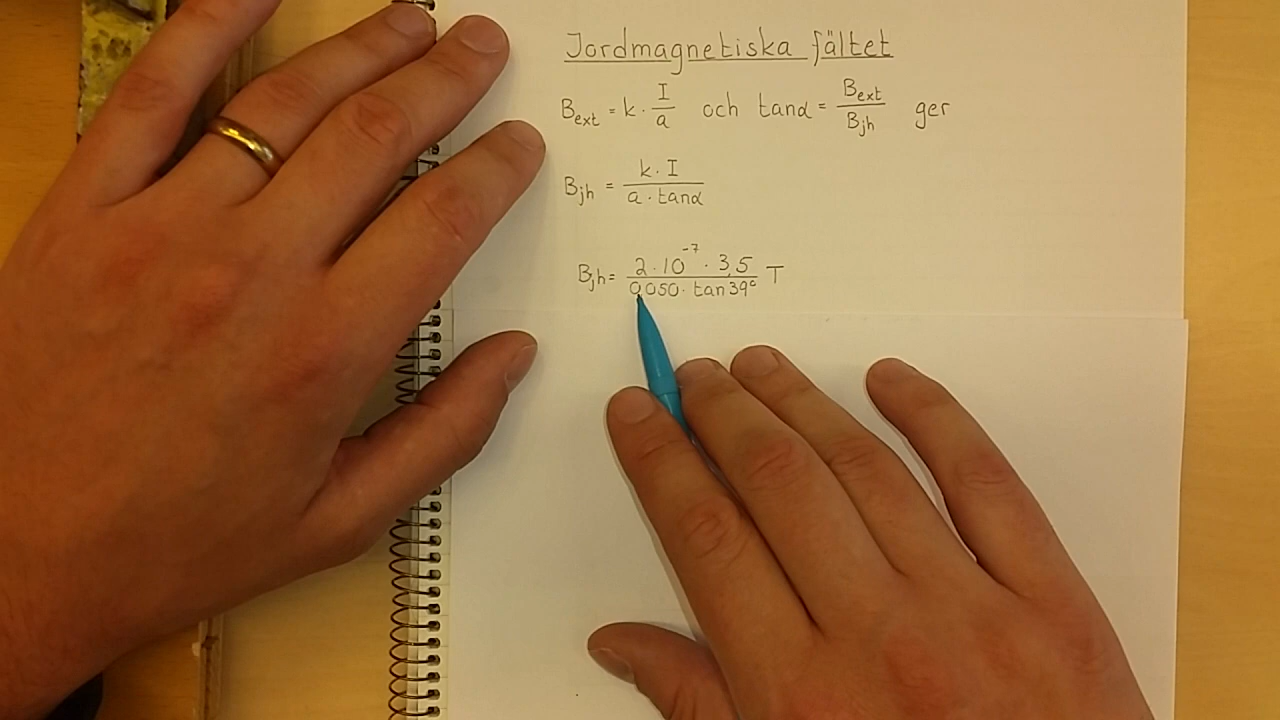 Jordmagnetiska fältet
B_ext = k · I/a och tanα = B_ext/B_jh ger
B_jh = k · I/a · tanα
B_jh = 2 · 10^-7 · 3,5/0,050 · tan 39° T